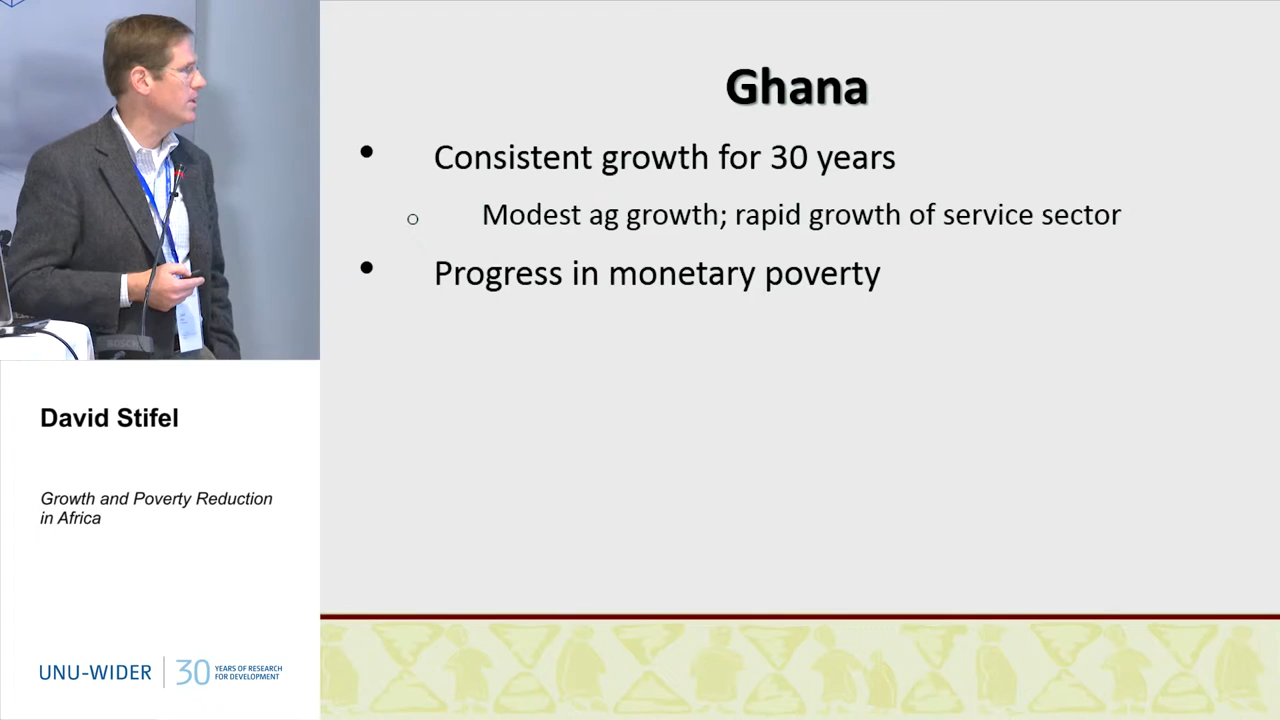 Ghana
• Consistent growth for 30 years
○ Modest ag growth; rapid growth of service sector
• Progress in monetary poverty
David Stifel
Growth and Poverty Reduction
in Africa
UNU-WIDER
30 YEARS OF RESEARCH
FOR DEVELOPMENT